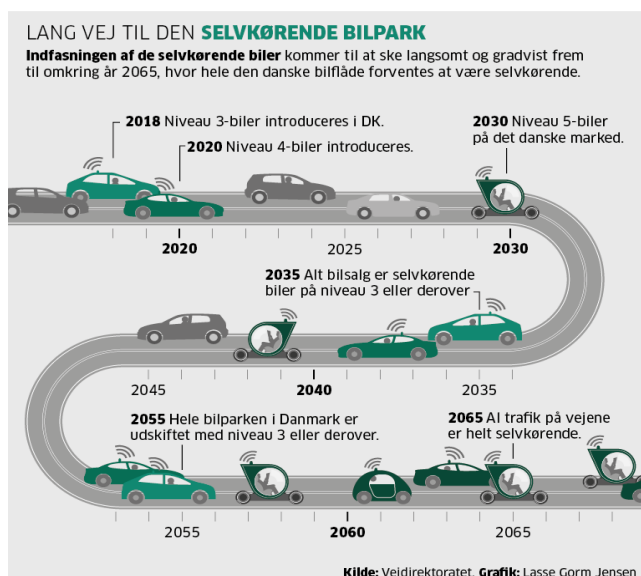 LANG VEJ TIL DEN SELVKØRENDE BILPARK
Indfasningen af de selvkørende biler kommer til at ske langsomt og gradvist frem
til omkring år 2065, hvor hele den danske bilflåde forventes at være selvkørende.
2018 Niveau 3-biler introduceres i DK.
2020 Niveau 4-biler introduceres.
2030 Niveau 5-biler
på det danske marked.
2020
2025
2030
2035 Alt bilsalg er selvkørende
biler på niveau 3 eller derover
2045
2040
2035
2055 Hele bilparken i Danmark er
udskiftet med niveau 3 eller derover.
2065 Al trafik på vejene
er helt selvkørende.
2055
2060
2065
Kilde: Vejdirektoratet. Grafik: Lasse Gorm Jensen